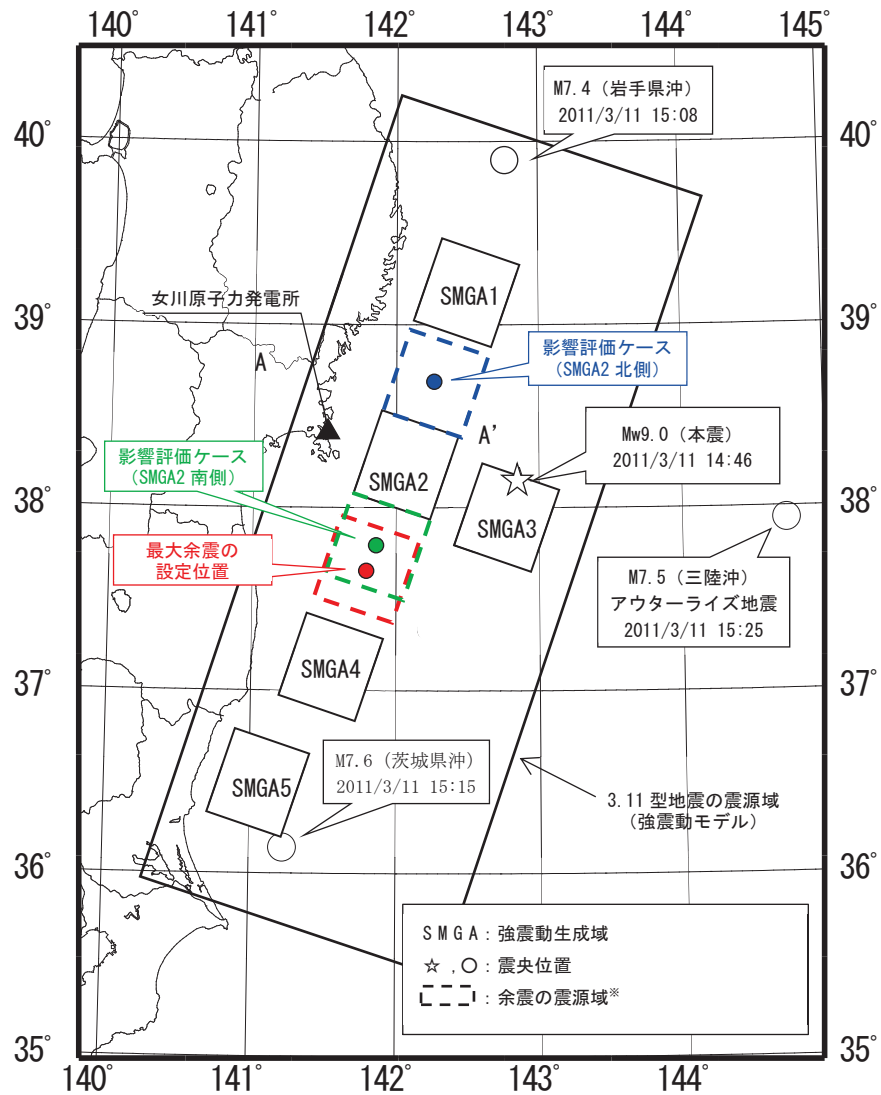 140° 141° 142° 143° 144° 145°
M7.4（岩手県沖）
2011/3/11 15:08
40° 40°
SMGA1
女川原子力発電所
39° 39°
影響評価ケース
（SMGA2 北側）
A
A'
Mw9.0（本震）
2011/3/11 14:46
影響評価ケース
（SMGA2 南側）
SMGA2
38° 38°
SMGA3
最大余震の
設定位置
M7.5（三陸沖）
アウターライズ地震
2011/3/11 15:25
SMGA4
37° 37°
M7.6（茨城県沖）
2011/3/11 15:15
SMGA5
3.11型地震の震源域
（強震動モデル）
36° 36°
ＳＭＧＡ：強震動生成域
☆ ,○：震央位置
：余震の震源域※
35° 35°
140° 141° 142° 143° 144°